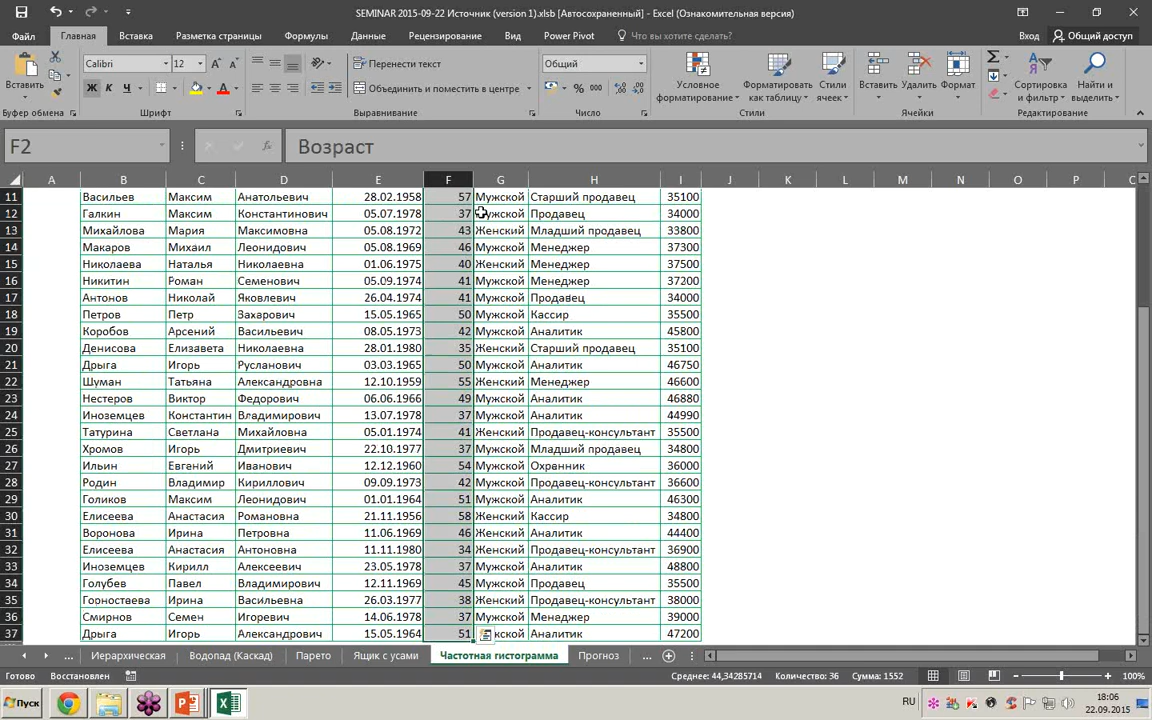 SEMINAR 2015-09-22 Источник (version 1).xlsb [Автосохраненный] - Excel (Ознакомительная версия)
Файл Главная Вставка Разметка страницы Формулы Данные Рецензирование Вид Power Pivot Что вы хотите сделать? Вход Общий доступ
Calibri 12 Перенести текст Общий
Вставить Ж К Ч Объединить и поместить в центре % 000 Условное форматирование Форматировать как таблицу Стили ячеек Вставить Удалить Формат Сортировка и фильтр Найти и выделить
Буфер обмена Шрифт Выравнивание Число Стили Ячейки Редактирование
F2 fx Возраст
A B C D E F G H I J K L M N O P C
11 Васильев Максим Анатольевич 28.02.1958 57 Мужской Старший продавец 35100
12 Галкин Максим Константинович 05.07.1978 37 Мужской Продавец 34000
13 Михайлова Мария Максимовна 05.08.1972 43 Женский Младший продавец 33800
14 Макаров Михаил Леонидович 05.08.1969 46 Мужской Менеджер 37300
15 Николаева Наталья Николаевна 01.06.1975 40 Женский Менеджер 37500
16 Никитин Роман Семенович 05.09.1974 41 Мужской Менеджер 37200
17 Антонов Николай Яковлевич 26.04.1974 41 Мужской Продавец 34000
18 Петров Петр Захарович 15.05.1965 50 Мужской Кассир 35500
19 Коробов Арсений Васильевич 08.05.1973 42 Мужской Аналитик 45800
20 Денисова Елизавета Николаевна 28.01.1980 35 Женский Старший продавец 35100
21 Дрыга Игорь Русланович 03.03.1965 50 Мужской Аналитик 46750
22 Шуман Татьяна Александровна 12.10.1959 55 Женский Менеджер 46600
23 Нестеров Виктор Федорович 06.06.1966 49 Мужской Аналитик 46880
24 Иноземцев Константин Владимирович 13.07.1978 37 Мужской Аналитик 44990
25 Татурина Светлана Михайловна 05.01.1974 41 Женский Продавец-консультант 35500
26 Хромов Игорь Дмитриевич 22.10.1977 37 Мужской Младший продавец 34800
27 Ильин Евгений Иванович 12.12.1960 54 Мужской Охранник 36000
28 Родин Владимир Кириллович 09.09.1973 42 Мужской Продавец-консультант 36600
29 Голиков Максим Леонидович 01.01.1964 51 Мужской Аналитик 46300
30 Елисеева Анастасия Романовна 21.11.1956 58 Женский Кассир 34800
31 Воронова Ирина Петровна 11.06.1969 46 Женский Аналитик 44400
32 Елисеева Анастасия Антоновна 11.11.1980 34 Женский Продавец-консультант 36900
33 Иноземцев Кирилл Алексеевич 23.05.1978 37 Мужской Аналитик 48800
34 Голубев Павел Владимирович 12.11.1969 45 Мужской Продавец 35500
35 Горностаева Ирина Васильевна 26.03.1977 38 Женский Продавец-консультант 38000
36 Смирнов Семен Игоревич 14.06.1978 37 Мужской Менеджер 39000
37 Дрыга Игорь Александрович 15.05.1964 51 жской Аналитик 47200
... Иерархическая Водопад (Каскад) Парето Ящик с усами Частотная гистограмма Прогноз ...
Готово Восстановлен Среднее: 44,34285714 Количество: 36 Сумма: 1552 100%
Пуск RU 18:06
22.09.2015